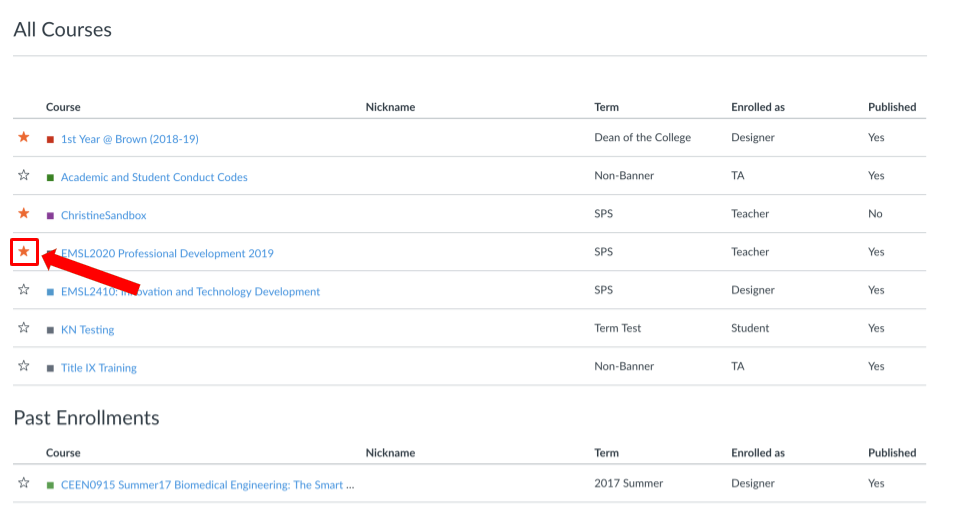 All Courses
Course Nickname Term Enrolled as Published
1st Year @ Brown (2018-19) Dean of the College Designer Yes
Academic and Student Conduct Codes Non-Banner TA Yes
ChristineSandbox SPS Teacher No
EMSL2020 Professional Development 2019 SPS Teacher Yes
EMSL2410: and Technology Development SPS Designer Yes
KN Testing Term Test Student Yes
Title IX Training Non-Banner TA Yes
Past Enrollments
Course Nickname Term Enrolled as Published
CEEN0915 Summer17 Biomedical Engineering: The Smart ... 2017 Summer Designer Yes